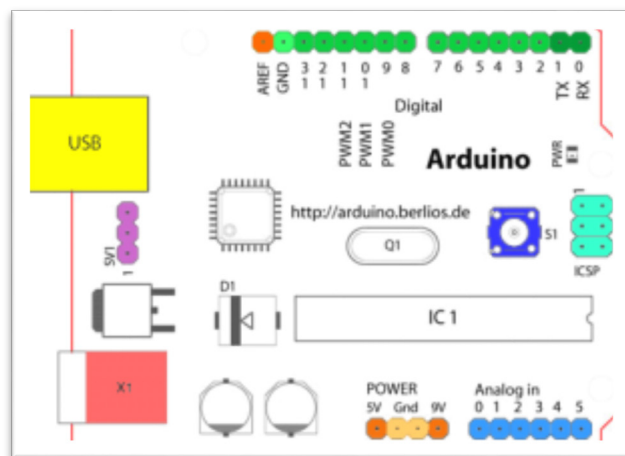 AREF GND 13 12 11 10 9 8 7 6 5 4 3 2 1 0
TX RX
Digital
PWM2 PWM1 PWM0
Arduino
PWR
USB
http://arduino.berlios.de
1
S1
Q1
SV1
1
ICSP
D1
IC 1
X1
POWER
5V Gnd 9V
Analog in
0 1 2 3 4 5